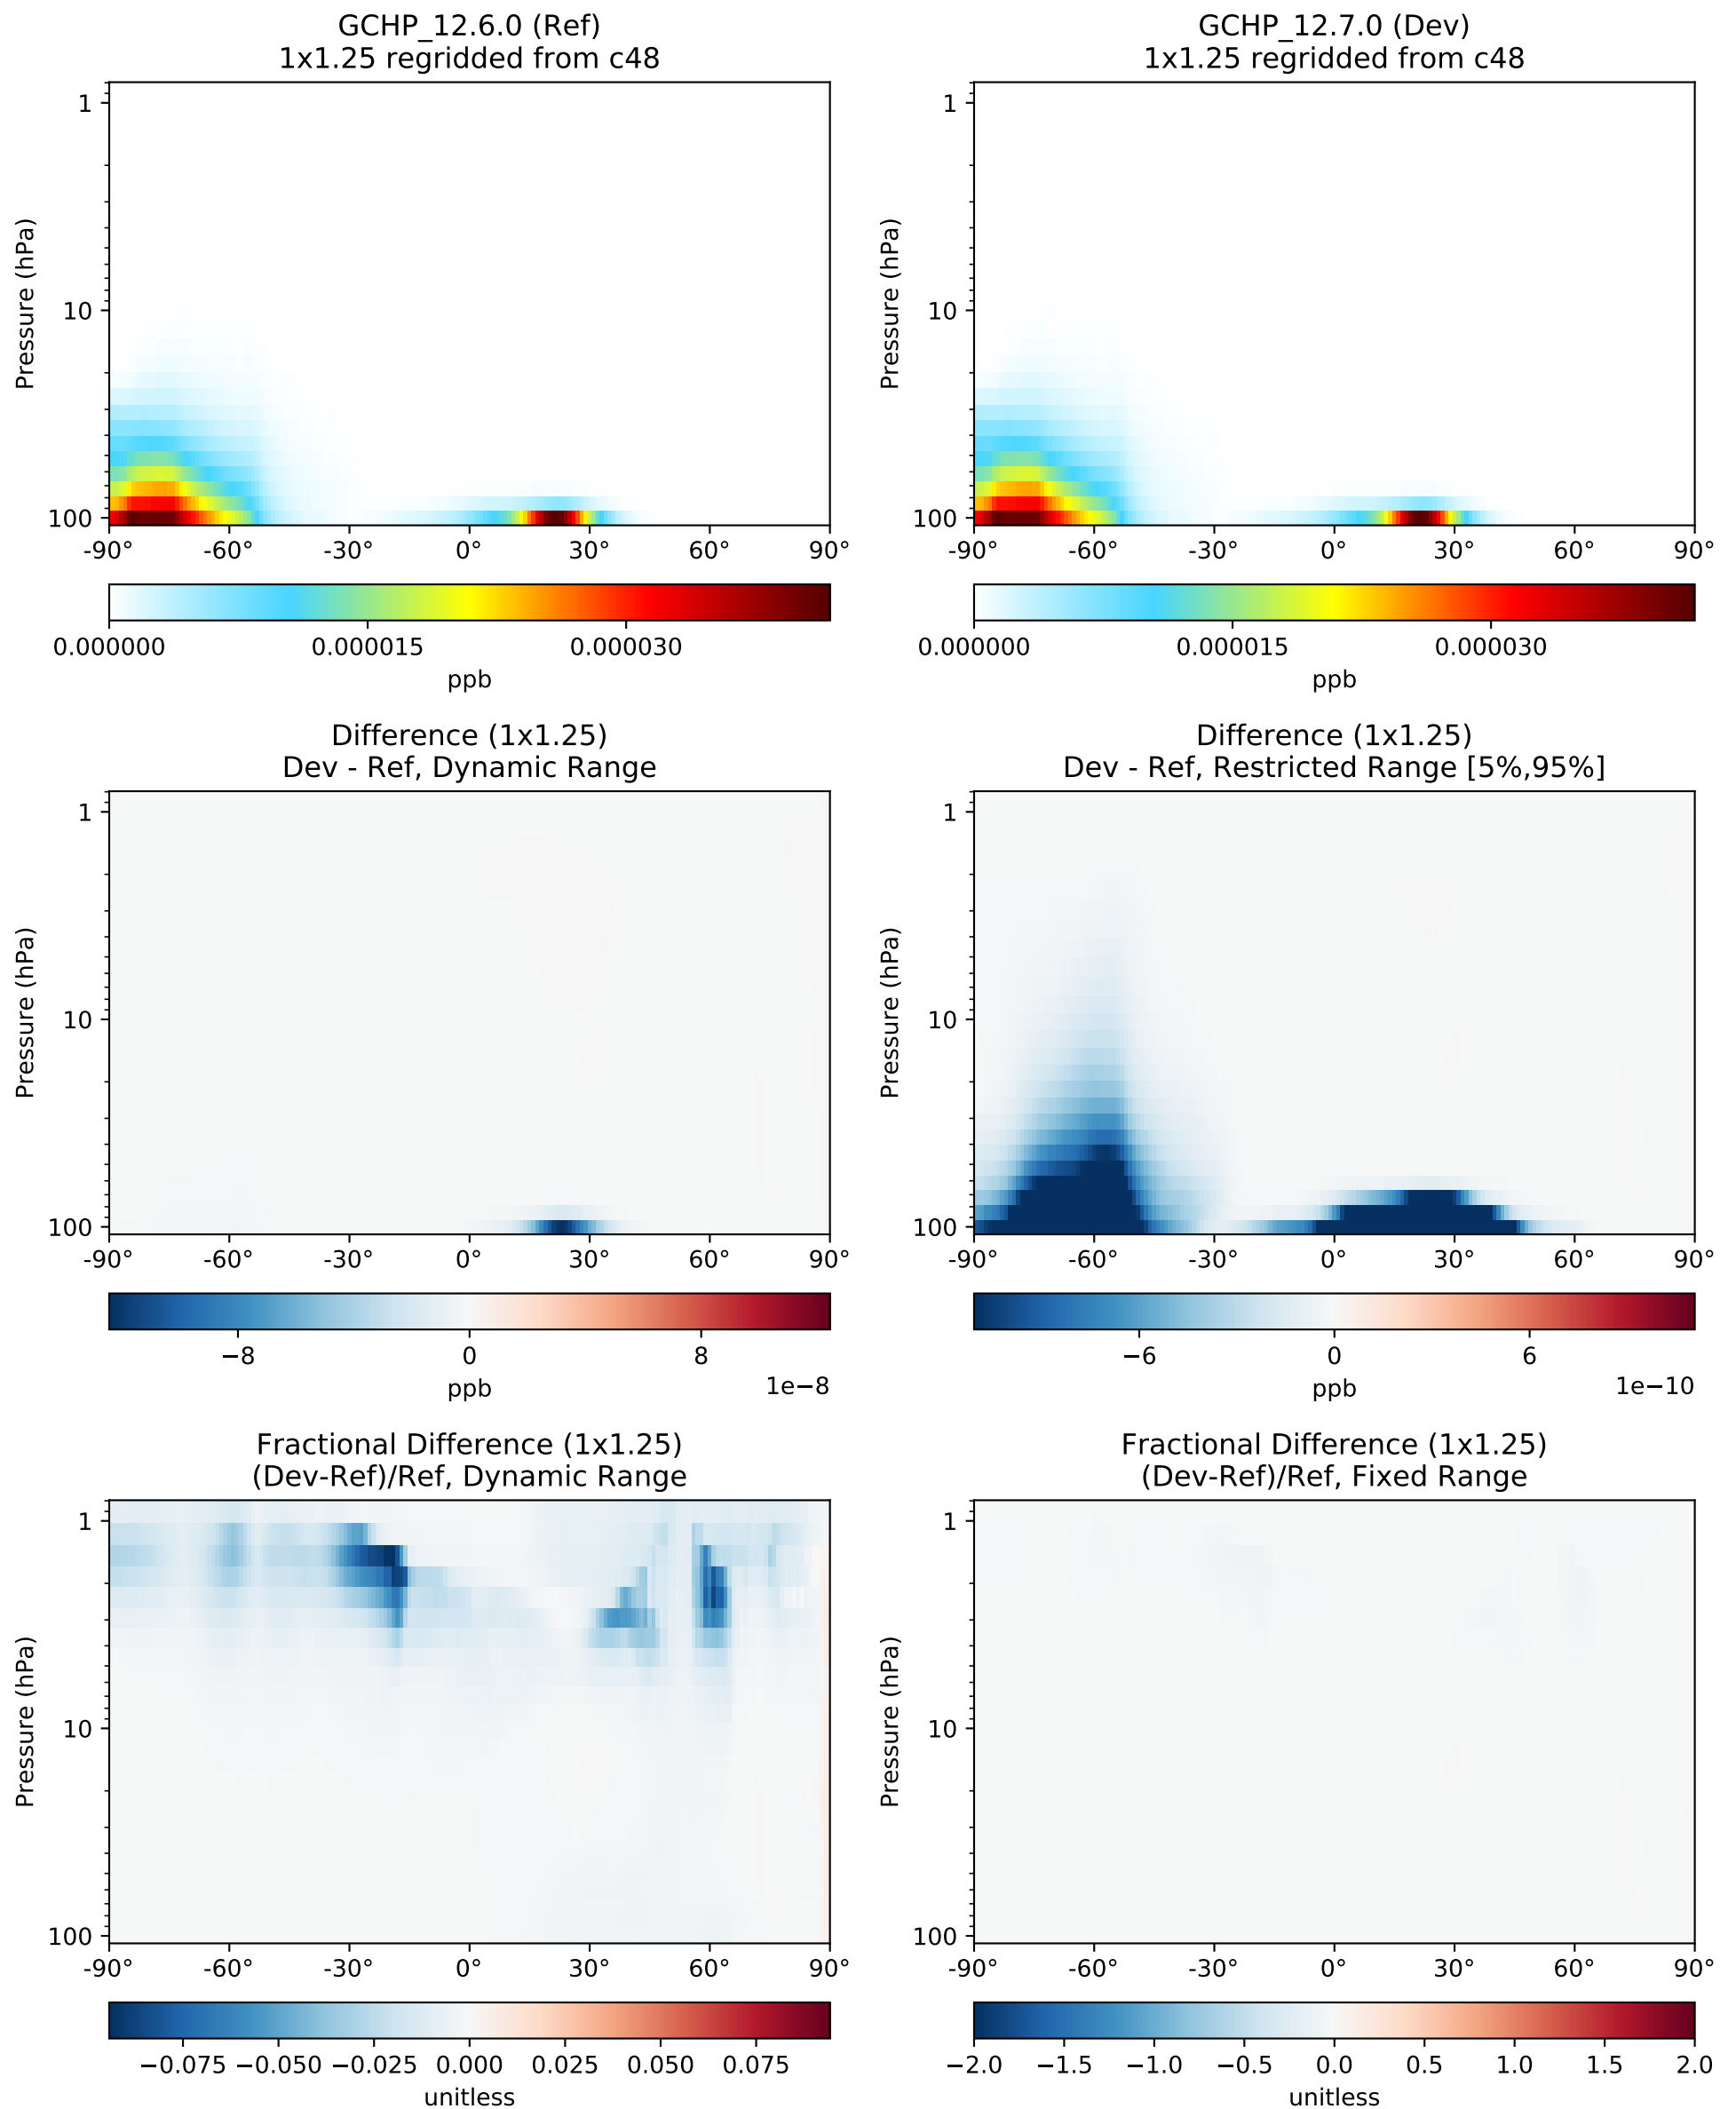 GCHP_12.6.0 (Ref)
1x1.25 regridded from c48
Pressure (hPa)
1
10
100
-90° -60° -30° 0° 30° 60° 90°
0.000000 0.000015 0.000030
ppb
GCHP_12.7.0 (Dev)
1x1.25 regridded from c48
Pressure (hPa)
1
10
100
-90° -60° -30° 0° 30° 60° 90°
0.000000 0.000015 0.000030
ppb
Difference (1x1.25)
Dev - Ref, Dynamic Range
Pressure (hPa)
1
10
100
-90° -60° -30° 0° 30° 60° 90°
−8 0 8
ppb 1e−8
Difference (1x1.25)
Dev - Ref, Restricted Range [5%,95%]
Pressure (hPa)
1
10
100
-90° -60° -30° 0° 30° 60° 90°
−6 0 6
ppb 1e−10
Fractional Difference (1x1.25)
(Dev-Ref)/Ref, Dynamic Range
Pressure (hPa)
1
10
100
-90° -60° -30° 0° 30° 60° 90°
−0.075 −0.050 −0.025 0.000 0.025 0.050 0.075
unitless
Fractional Difference (1x1.25)
(Dev-Ref)/Ref, Fixed Range
Pressure (hPa)
1
10
100
-90° -60° -30° 0° 30° 60° 90°
−2.0 −1.5 −1.0 −0.5 0.0 0.5 1.0 1.5 2.0
unitless